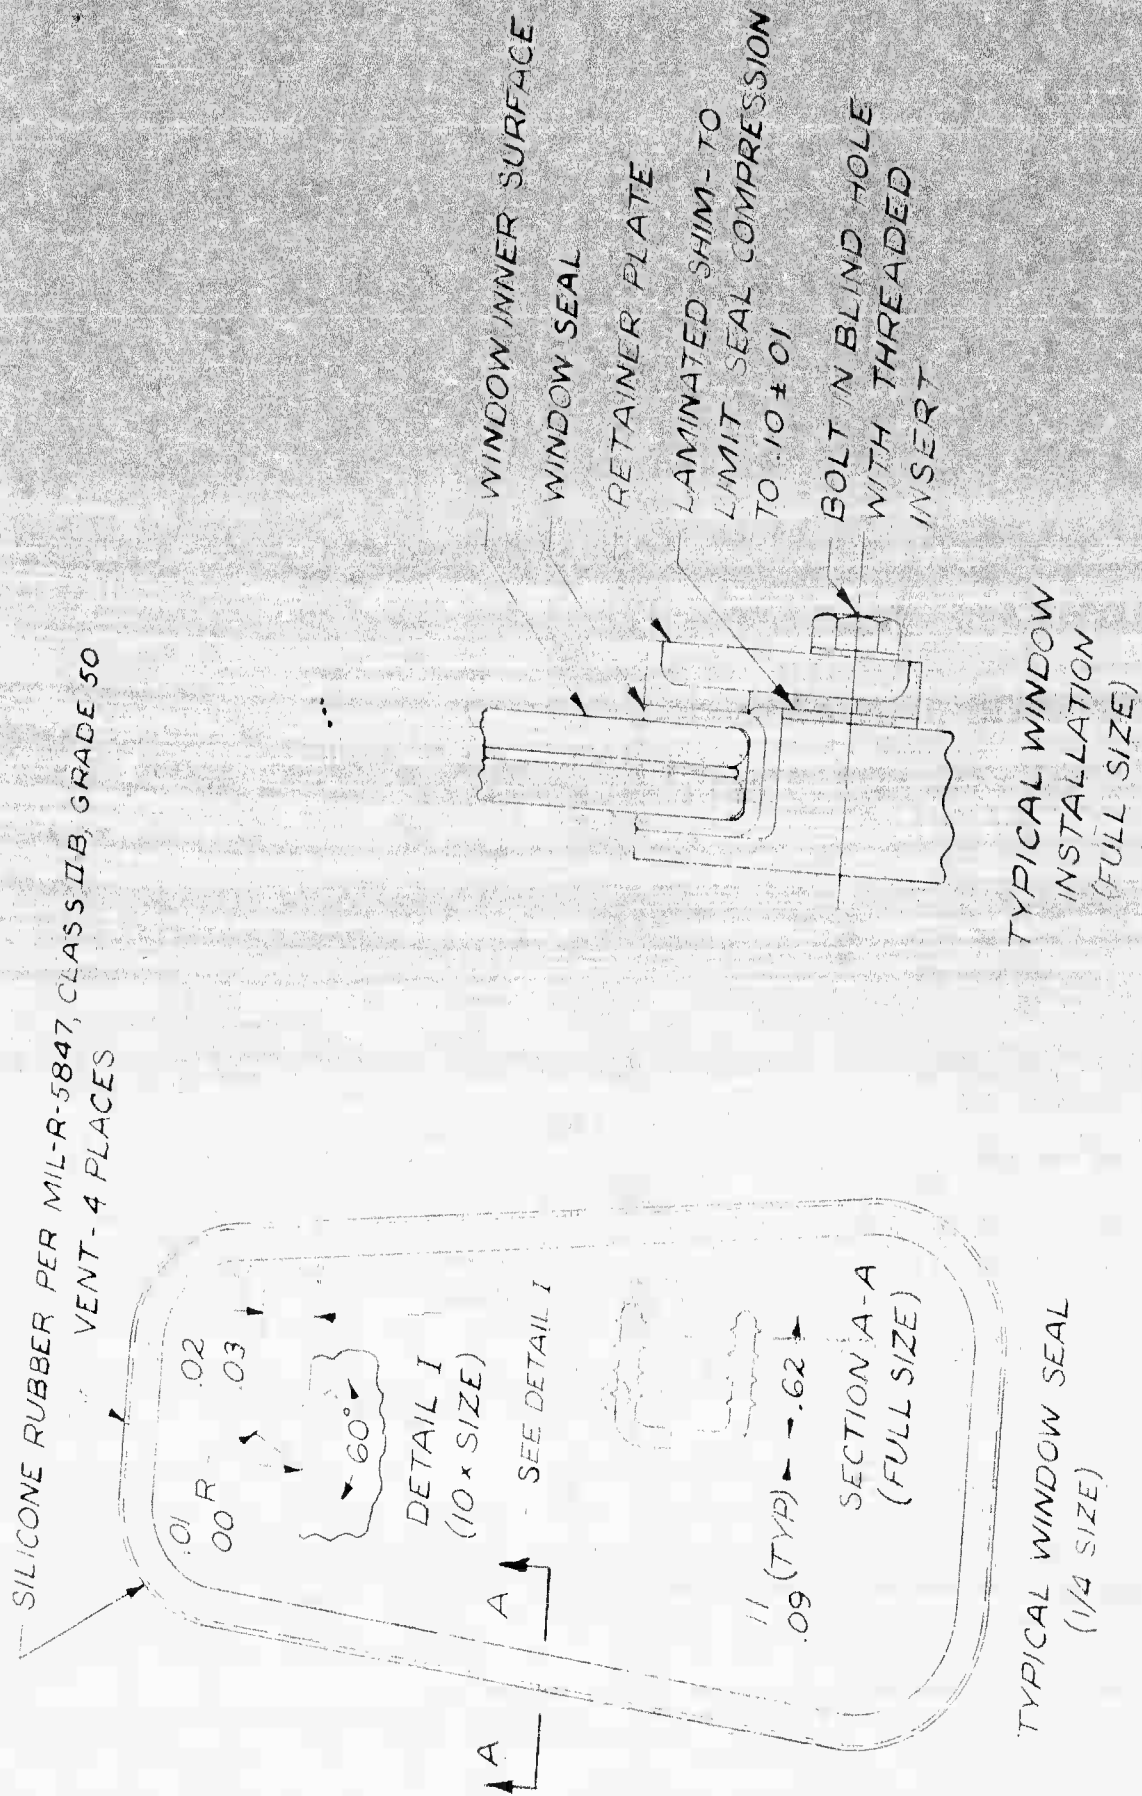 SILICONE RUBBER PER MIL-R-5847, CLASS II B, GRADE 50
VENT - 4 PLACES
.01
.00 R
.02
.03
60°
DETAIL I
(10 x SIZE)
SEE DETAIL I
A
A
.11
.09 (TYP)
.62
SECTION A-A
(FULL SIZE)
TYPICAL WINDOW SEAL
(1/4 SIZE)
WINDOW INNER SURFACE
WINDOW SEAL
RETAINER PLATE
LAMINATED SHIM - TO
LIMIT SEAL COMPRESSION
TO .10 ± 01
BOLT IN BLIND HOLE
WITH THREADED
INSERT
TYPICAL WINDOW
INSTALLATION
(FULL SIZE)